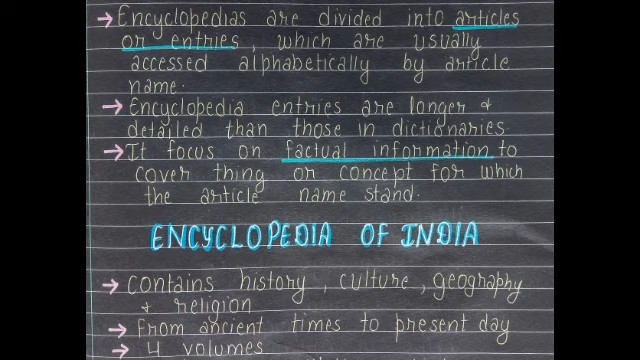 → Encyclopedias are divided into articles
or entries, which are usually
accessed alphabetically by article
name.
→ Encyclopedia entries are longer &
detailed than those in dictionaries.
→ It focus on factual information to
cover thing or concept for which
the article name stand.
ENCYCLOPEDIA OF INDIA
→ contains history, culture, geography
& religion
→ From ancient times to present day
→ 4 volumes